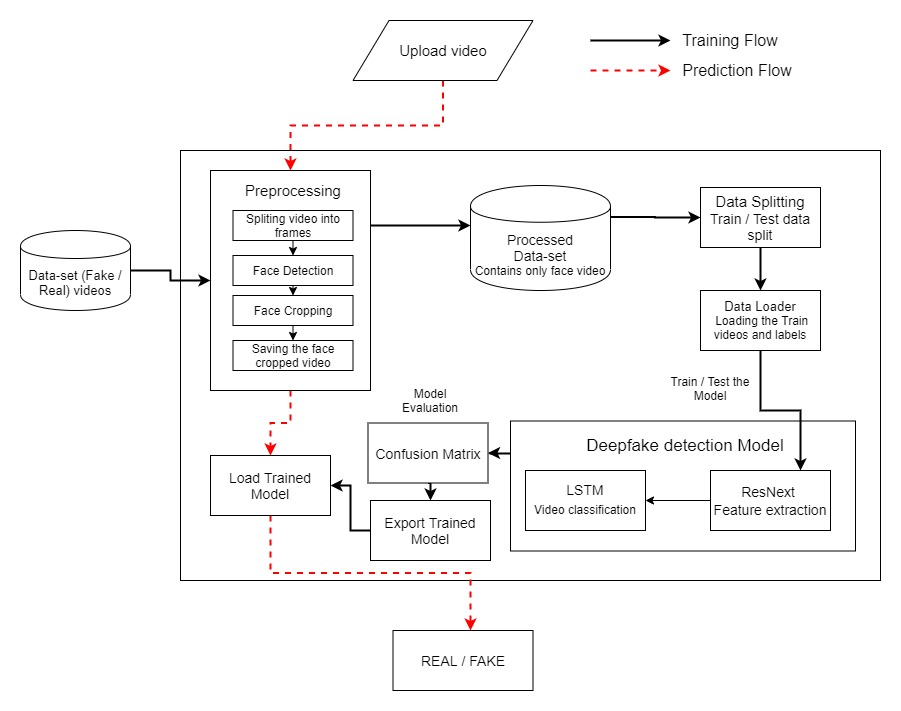 Upload video
Training Flow
Prediction Flow
Preprocessing
Spliting video into
frames
Face Detection
Face Cropping
Saving the face
cropped video
Data-set (Fake /
Real) videos
Processed
Data-set
Contains only face video
Data Splitting
Train / Test data
split
Data Loader
Loading the Train
videos and labels
Train / Test the
Model
Model
Evaluation
Confusion Matrix
Deepfake detection Model
LSTM
Video classification
ResNext
Feature extraction
Load Trained
Model
Export Trained
Model
REAL / FAKE